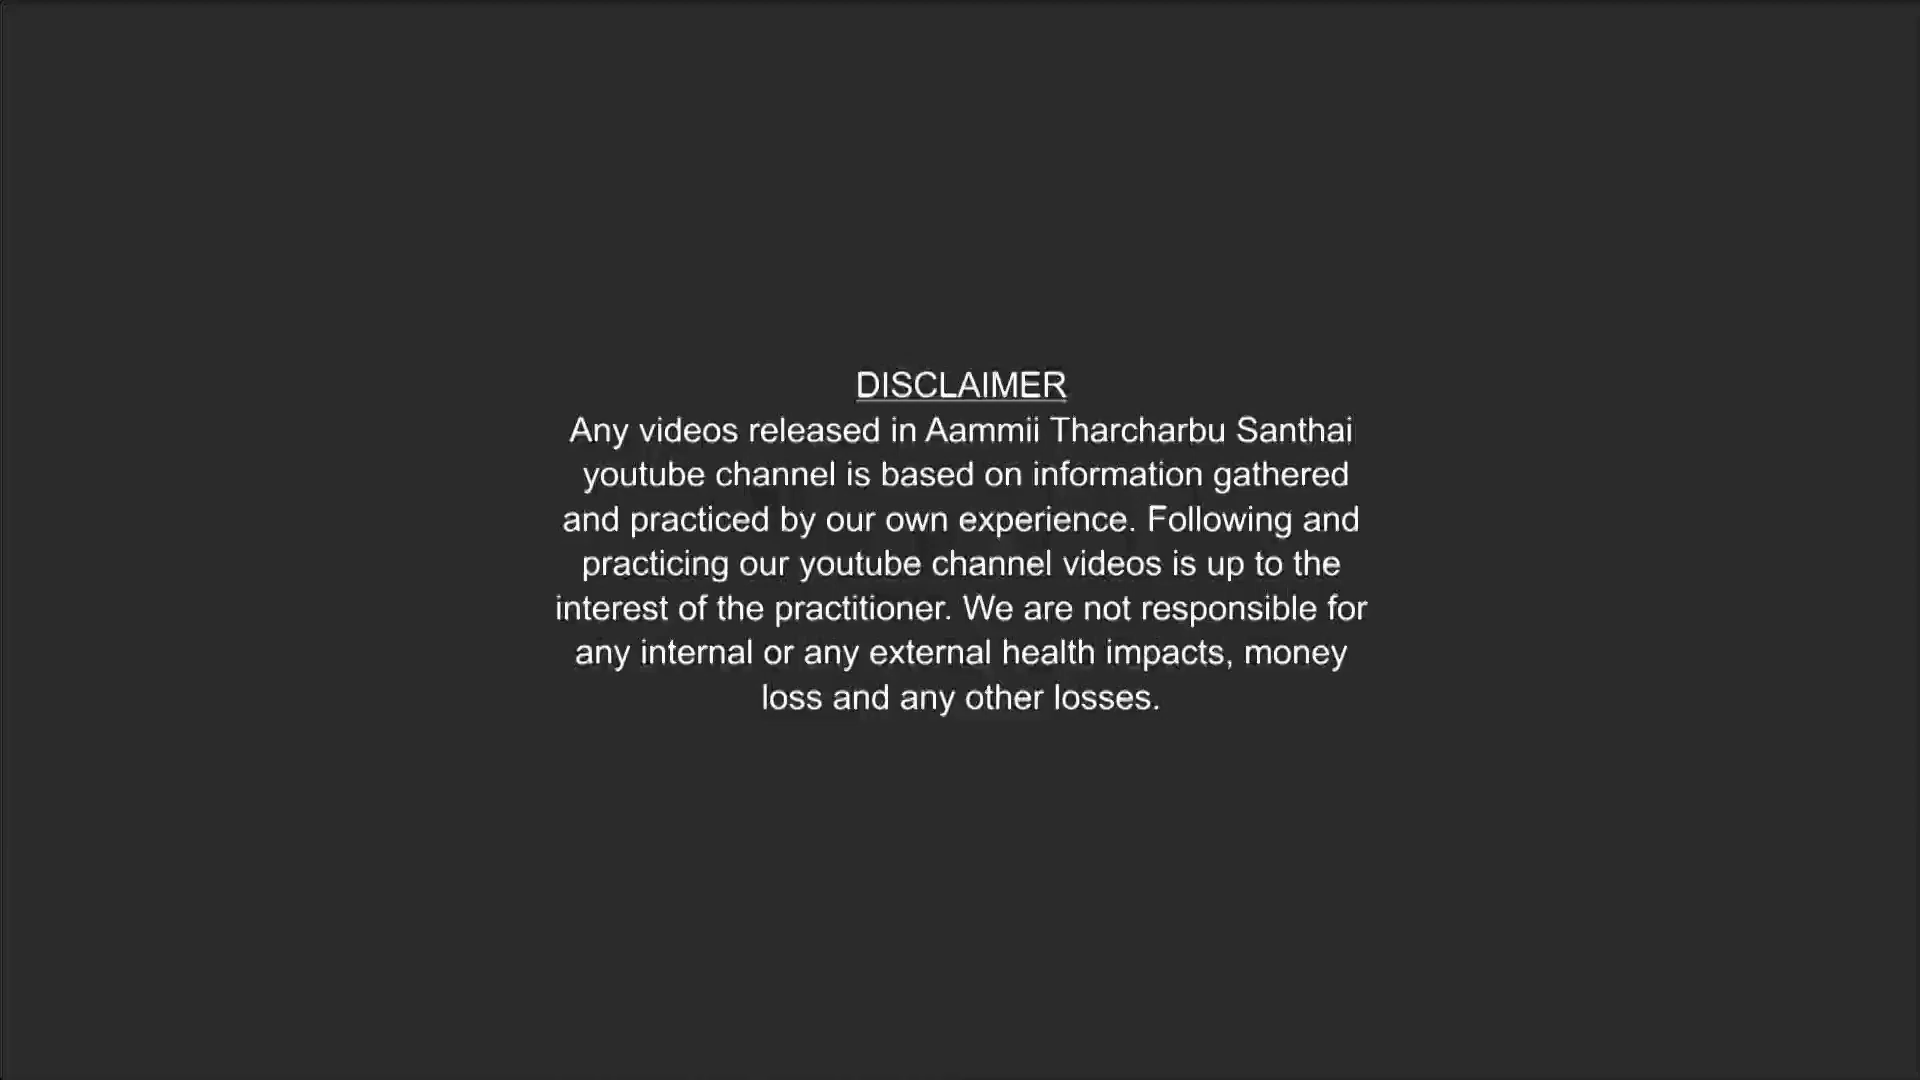 DISCLAIMER
Any videos released in Aammii Tharcharbu Santhai
youtube channel is based on information gathered
and practiced by our own experience. Following and
practicing our youtube channel videos is up to the
interest of the practitioner. We are not responsible for
any internal or any external health impacts, money
loss and any other losses.